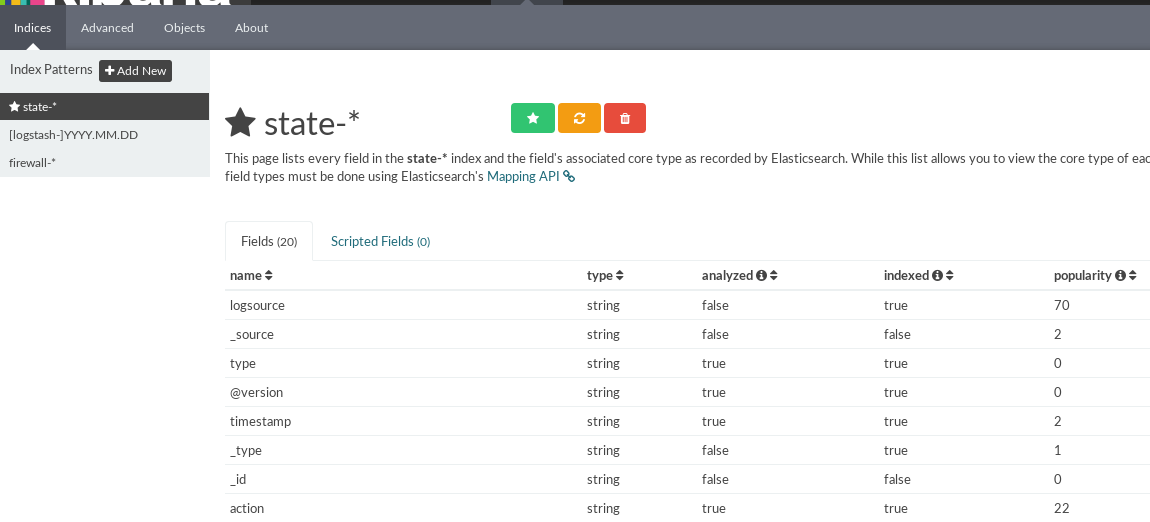 Indices Advanced Objects About
Index Patterns Add New
state-*
[logstash-]YYYY.MM.DD
firewall-*
state-*
This page lists every field in the state-* index and the field's associated core type as recorded by Elasticsearch. While this list allows you to view the core type of eac
field types must be done using Elasticsearch's Mapping API
Fields (20) Scripted Fields (0)
name type analyzed indexed popularity
logsource string false true 70
_source string false false 2
type string true true 0
@version string true true 0
timestamp string true true 2
_type string false true 1
_id string false false 0
action string true true 22